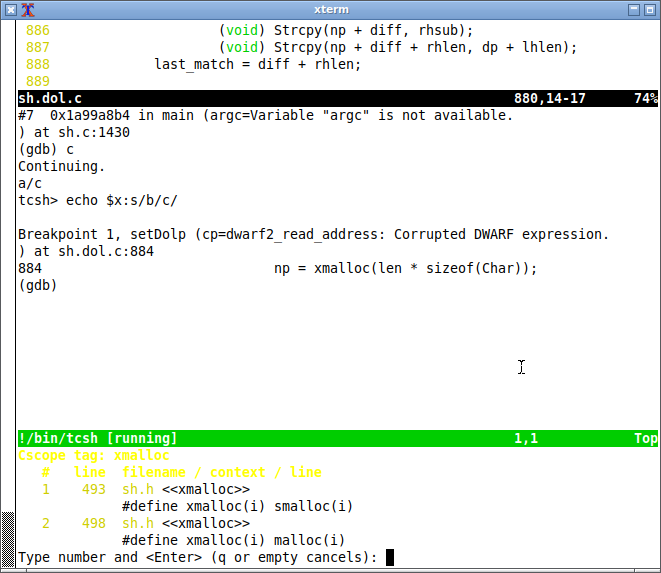 xterm
886 (void) Strcpy(np + diff, rhsub);
887 (void) Strcpy(np + diff + rhlen, dp + lhlen);
888 last_match = diff + rhlen;
889
sh.dol.c 880,14-17 74%
#7 0x1a99a8b4 in main (argc=Variable "argc" is not available.
) at sh.c:1430
(gdb) c
Continuing.
a/c
tcsh> echo $x:s/b/c/
Breakpoint 1, setDolp (cp=dwarf2_read_address: Corrupted DWARF expression.
) at sh.dol.c:884
884 np = xmalloc(len * sizeof(Char));
(gdb)
!/bin/tcsh [running] 1,1 Top
Cscope tag: xmalloc
# line filename / context / line
1 493 sh.h <<xmalloc>>
#define xmalloc(i) smalloc(i)
2 498 sh.h <<xmalloc>>
#define xmalloc(i) malloc(i)
Type number and <Enter> (q or empty cancels):